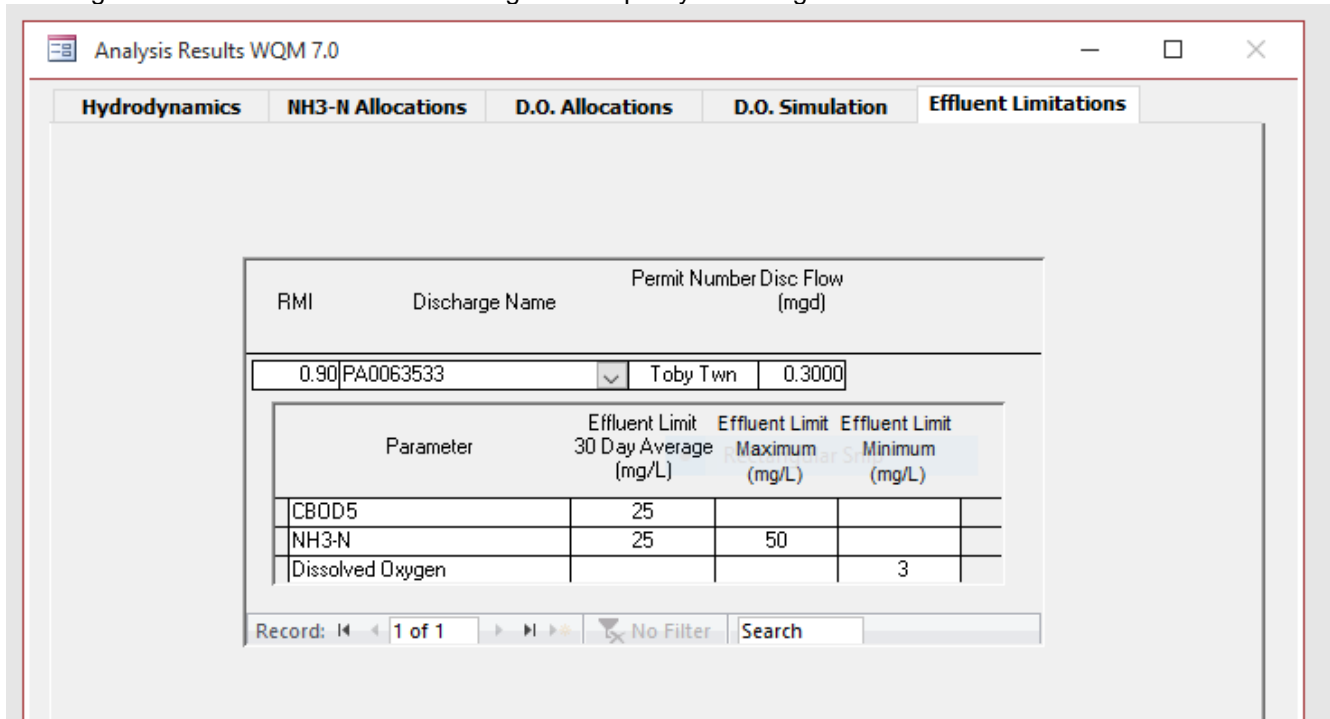 Analysis Results WQM 7.0
Hydrodynamics NH3-N Allocations D.O. Allocations D.O. Simulation Effluent Limitations
RMI Discharge Name Permit Number Disc Flow (mgd)
0.90 PA0063533 Toby Twn 0.3000
Parameter Effluent Limit 30 Day Average (mg/L) Effluent Limit Maximum (mg/L) Effluent Limit Minimum (mg/L)
Rectangular Snip
CBOD5 25
NH3-N 25 50
Dissolved Oxygen 3
Record: 1 of 1 No Filter Search